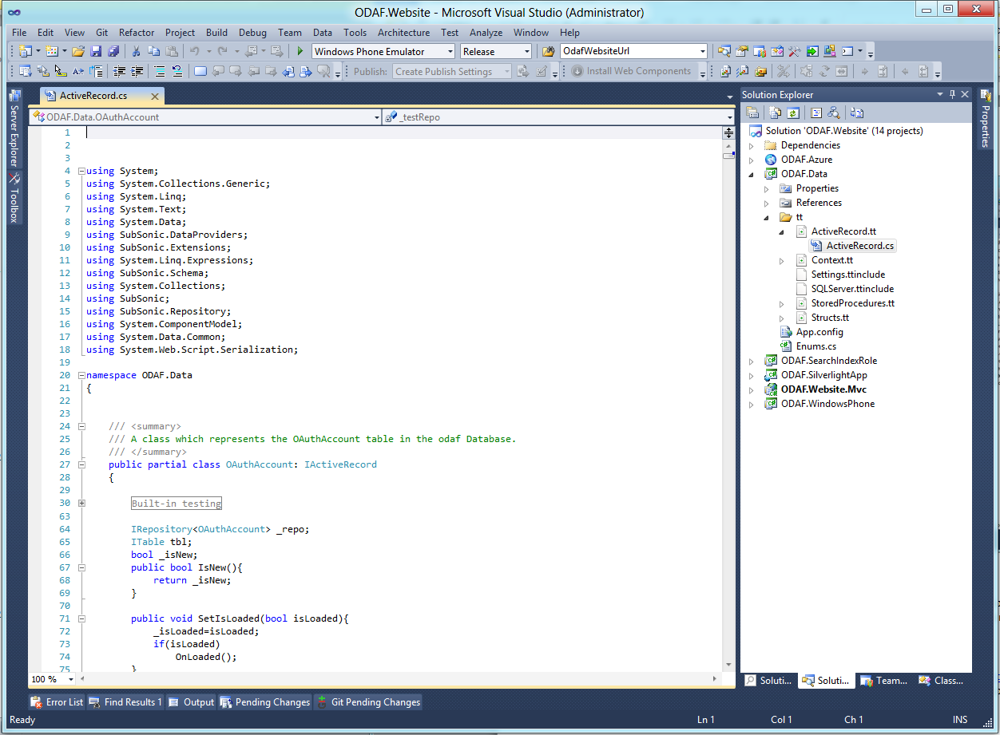 ODAF.Website - Microsoft Visual Studio (Administrator)
File Edit View Git Refactor Project Build Debug Team Data Tools Architecture Test Analyze Window Help
Windows Phone Emulator Release OdafWebsiteUrl
Publish: Create Publish Settings Install Web Components
Server Explorer
Toolbox
ActiveRecord.cs
ODAF.Data.OAuthAccount _testRepo
1
2
3
4 using System;
5 using System.Collections.Generic;
6 using System.Linq;
7 using System.Text;
8 using System.Data;
9 using SubSonic.DataProviders;
10 using SubSonic.Extensions;
11 using System.Linq.Expressions;
12 using SubSonic.Schema;
13 using System.Collections;
14 using SubSonic;
15 using SubSonic.Repository;
16 using System.ComponentModel;
17 using System.Data.Common;
18 using System.Web.Script.Serialization;
19
20 namespace ODAF.Data
21 {
22
23
24 /// <summary>
25 /// A class which represents the OAuthAccount table in the odaf Database.
26 /// </summary>
27 public partial class OAuthAccount: IActiveRecord
28 {
29
30 Built-in testing
63
64 IRepository<OAuthAccount> _repo;
65 ITable tbl;
66 bool _isNew;
67 public bool IsNew(){
68 return _isNew;
69 }
70
71 public void SetIsLoaded(bool isLoaded){
72 _isLoaded=isLoaded;
73 if(isLoaded)
74 OnLoaded();
75 }
100 %
Solution Explorer
Solution 'ODAF.Website' (14 projects)
Dependencies
ODAF.Azure
ODAF.Data
Properties
References
tt
ActiveRecord.tt
ActiveRecord.cs
Context.tt
Settings.ttinclude
SQLServer.ttinclude
StoredProcedures.tt
Structs.tt
App.config
Enums.cs
ODAF.SearchIndexRole
ODAF.SilverlightApp
ODAF.Website.Mvc
ODAF.WindowsPhone
Soluti... Soluti... Team... Class...
Properties
Error List Find Results 1 Output Pending Changes Git Pending Changes
Ready Ln 1 Col 1 Ch 1 INS